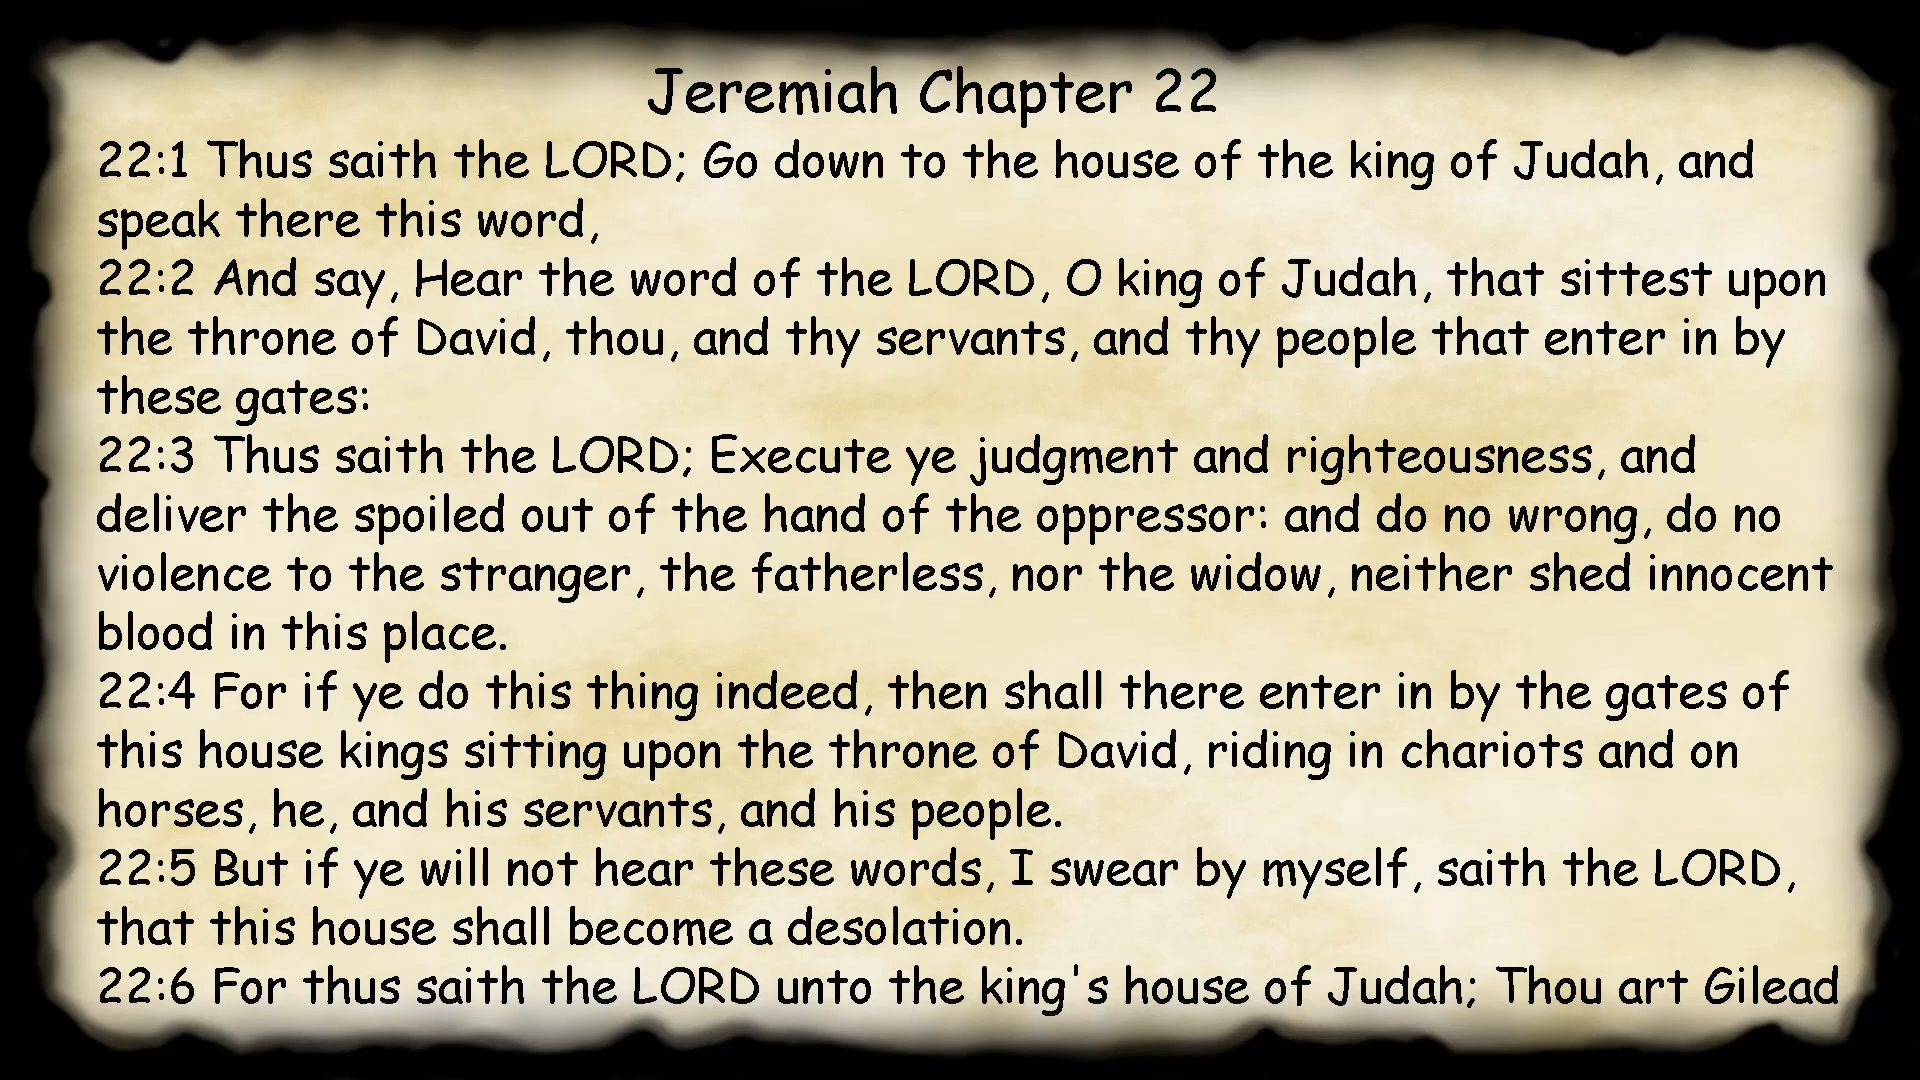 Jeremiah Chapter 22
22:1 Thus saith the LORD; Go down to the house of the king of Judah, and
speak there this word,
22:2 And say, Hear the word of the LORD, O king of Judah, that sittest upon
the throne of David, thou, and thy servants, and thy people that enter in by
these gates:
22:3 Thus saith the LORD; Execute ye judgment and righteousness, and
deliver the spoiled out of the hand of the oppressor: and do no wrong, do no
violence to the stranger, the fatherless, nor the widow, neither shed innocent
blood in this place.
22:4 For if ye do this thing indeed, then shall there enter in by the gates of
this house kings sitting upon the throne of David, riding in chariots and on
horses, he, and his servants, and his people.
22:5 But if ye will not hear these words, I swear by myself, saith the LORD,
that this house shall become a desolation.
22:6 For thus saith the LORD unto the king's house of Judah; Thou art Gilead